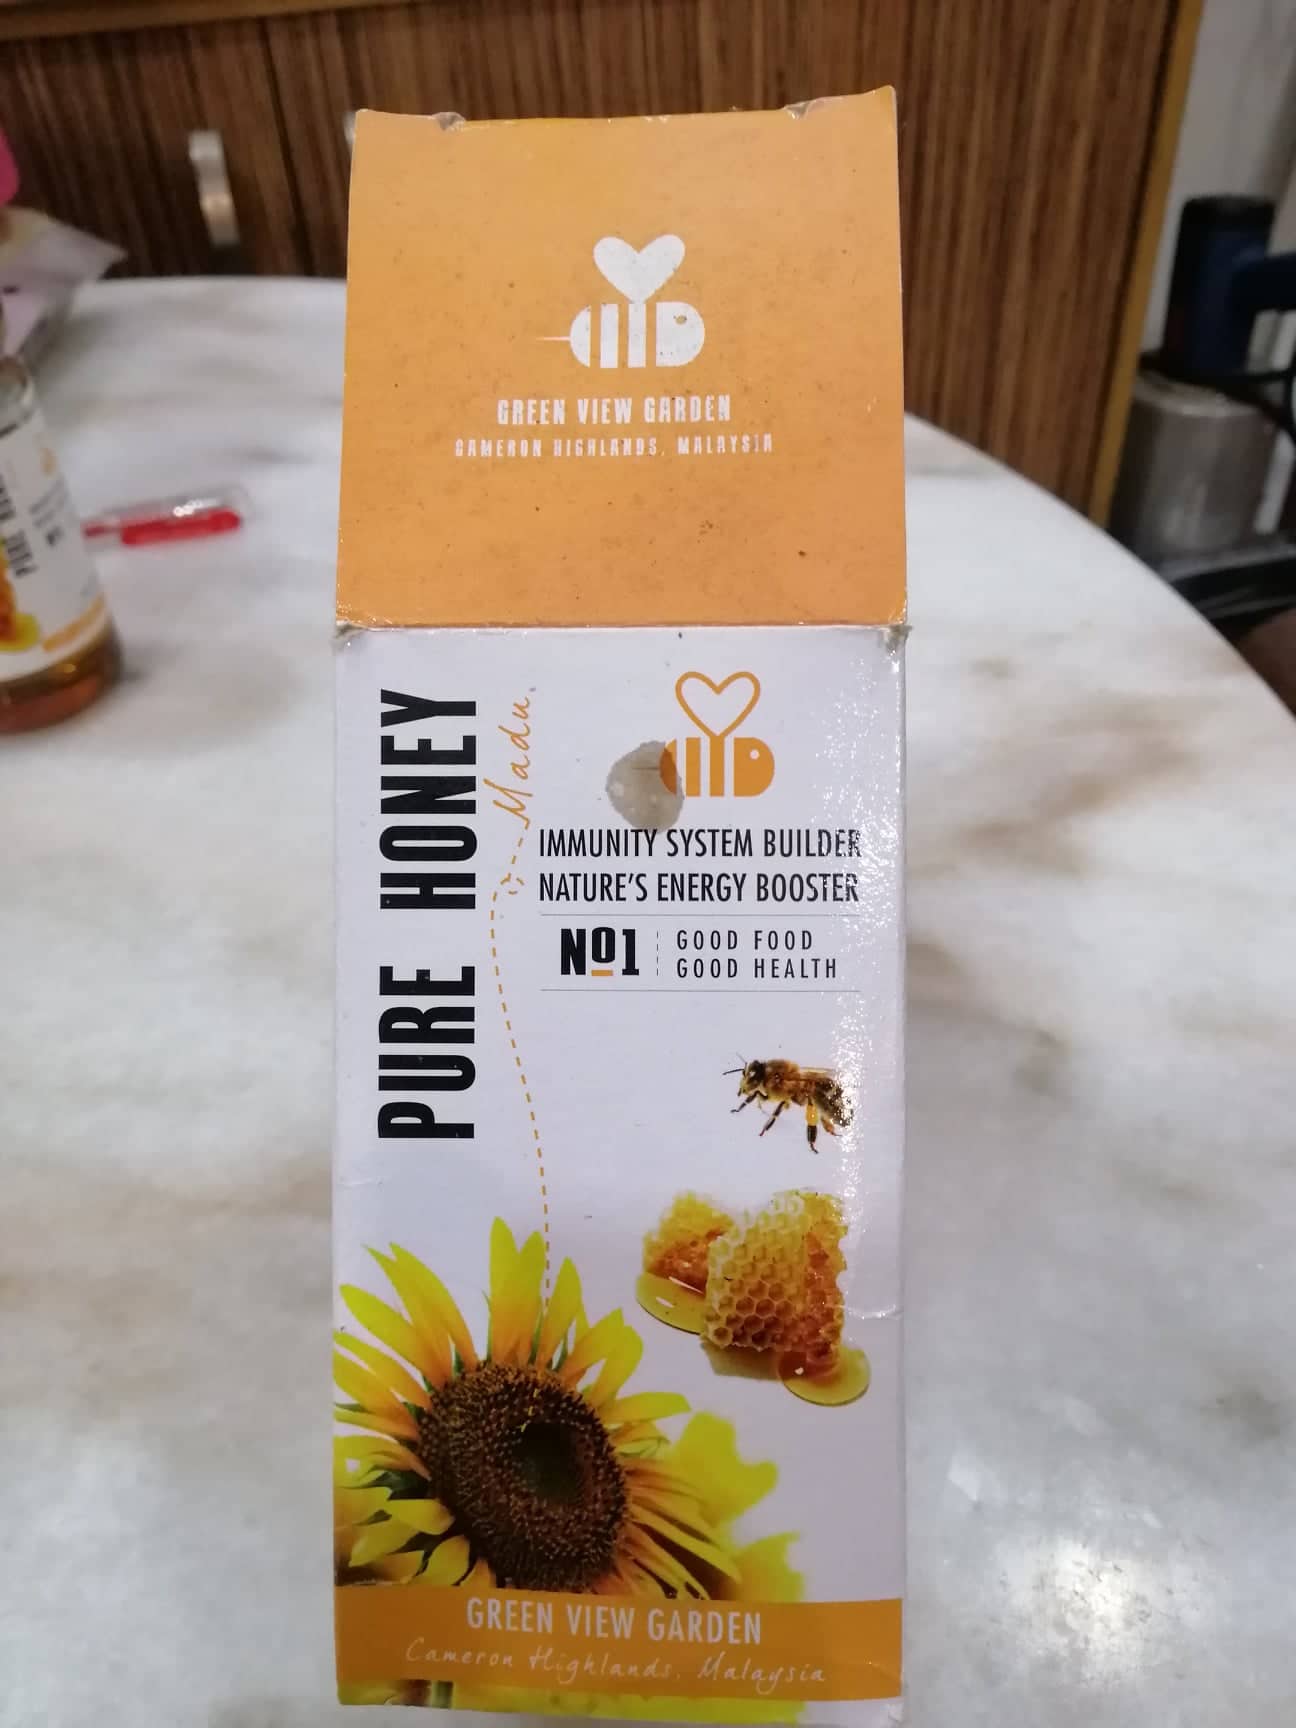 GREEN VIEW GARDEN
CAMERON HIGHLANDS, MALAYSIA
PURE HONEY
Madu
IMMUNITY SYSTEM BUILDER
NATURE'S ENERGY BOOSTER
No1
GOOD FOOD
GOOD HEALTH
GREEN VIEW GARDEN
Cameron Highlands, Malaysia